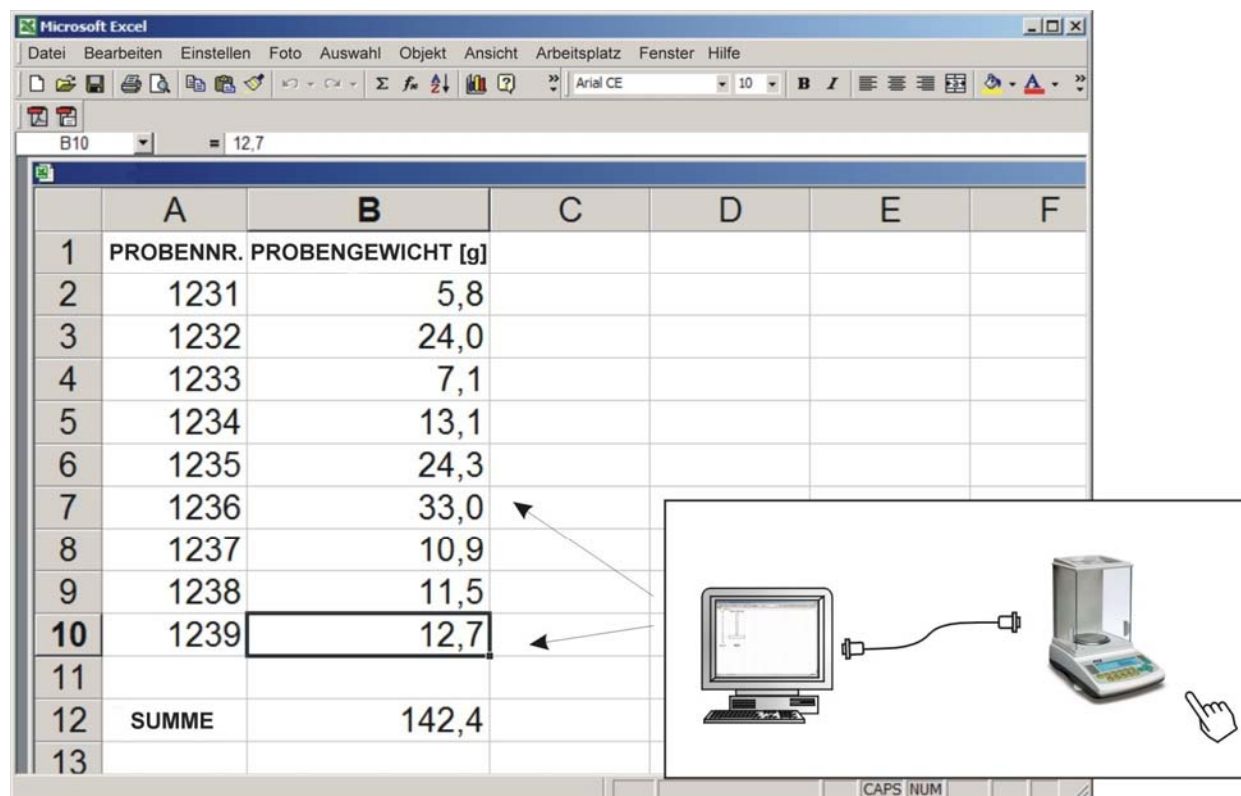 Microsoft Excel
Datei Bearbeiten Einstellen Foto Auswahl Objekt Ansicht Arbeitsplatz Fenster Hilfe
Arial CE 10 B I A
B10 = 12,7
A B C D E F
1 PROBENNR. PROBENGEWICHT [g]
2 1231 5,8
3 1232 24,0
4 1233 7,1
5 1234 13,1
6 1235 24,3
7 1236 33,0
8 1237 10,9
9 1238 11,5
10 1239 12,7
11
12 SUMME 142,4
13
CAPS NUM